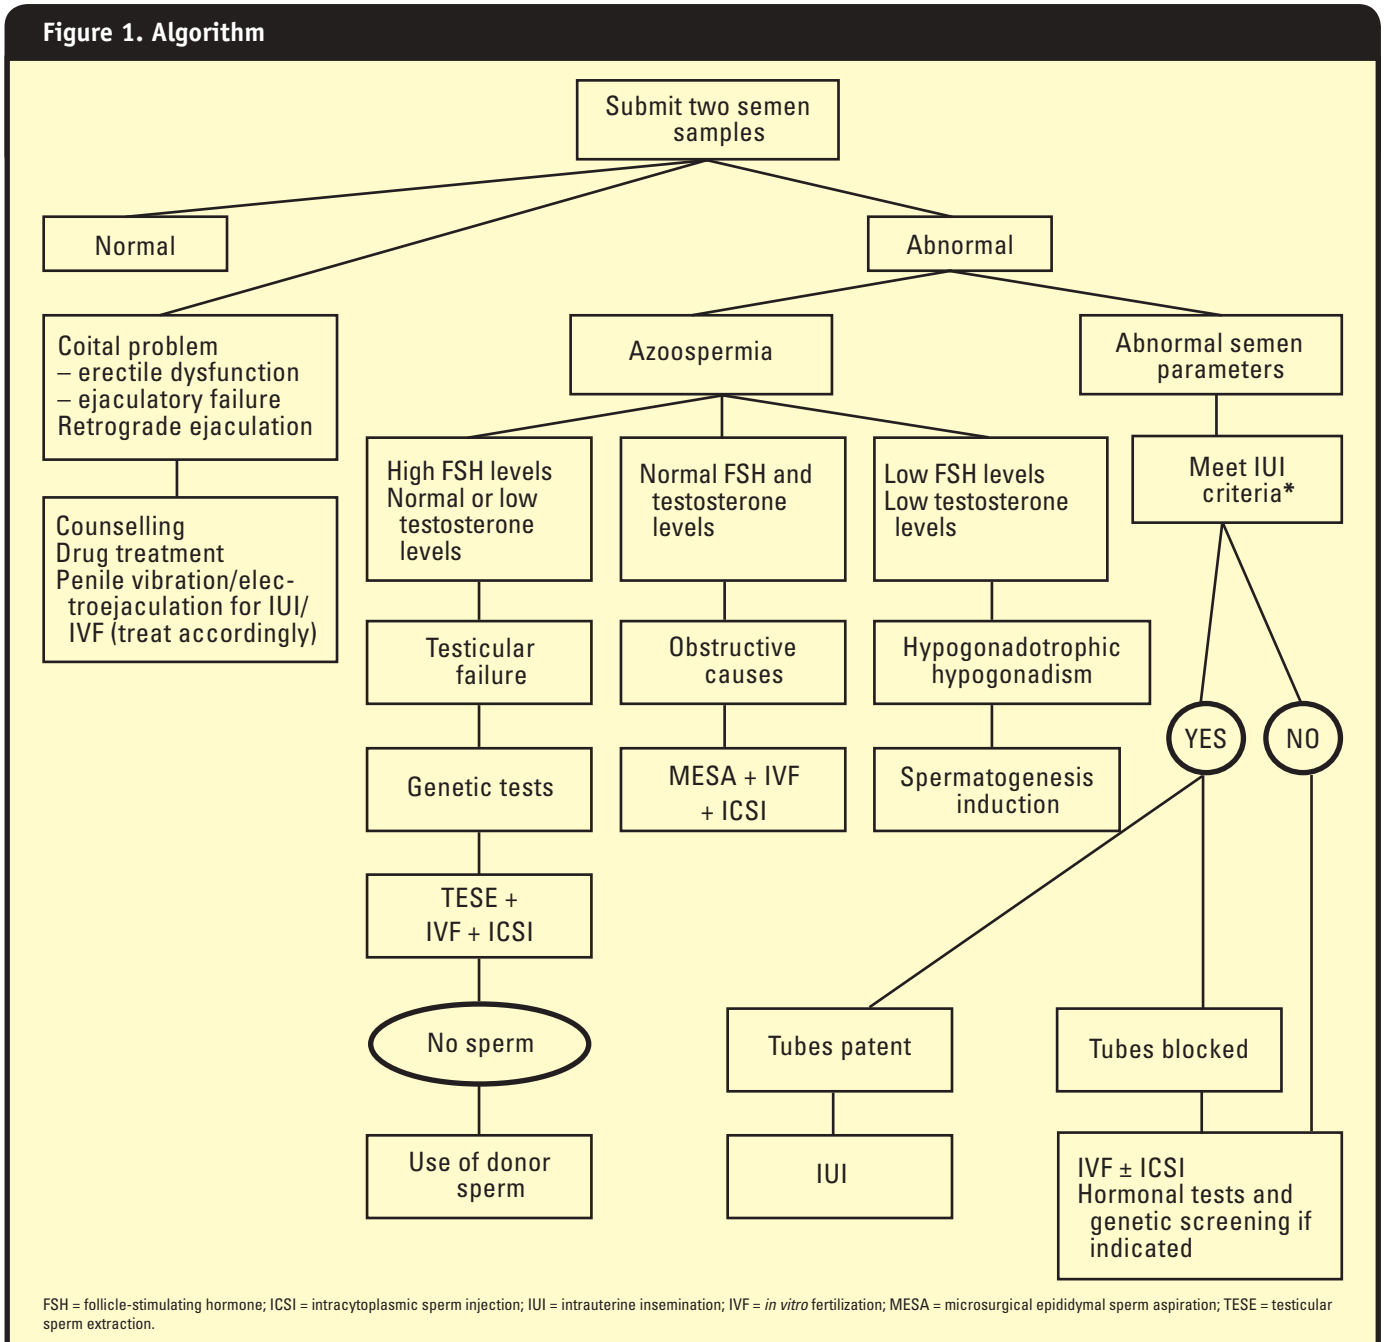 Figure 1. Algorithm
Submit two semen
samples
Normal
Abnormal
Coital problem
– erectile dysfunction
– ejaculatory failure
Retrograde ejaculation
Azoospermia
Abnormal semen
parameters
Counselling
Drug treatment
Penile vibration/elec-
troejaculation for IUI/
IVF (treat accordingly)
High FSH levels
Normal or low
testosterone
levels
Normal FSH and
testosterone
levels
Low FSH levels
Low testosterone
levels
Meet IUI
criteria*
Testicular
failure
Obstructive
causes
Hypogonadotrophic
hypogonadism
YES
NO
Genetic tests
MESA + IVF
+ ICSI
Spermatogenesis
induction
TESE +
IVF + ICSI
No sperm
Tubes patent
Tubes blocked
Use of donor
sperm
IUI
IVF ± ICSI
Hormonal tests and
genetic screening if
indicated
FSH = follicle-stimulating hormone; ICSI = intracytoplasmic sperm injection; IUI = intrauterine insemination; IVF = in vitro fertilization; MESA = microsurgical epididymal sperm aspiration; TESE = testicular
sperm extraction.